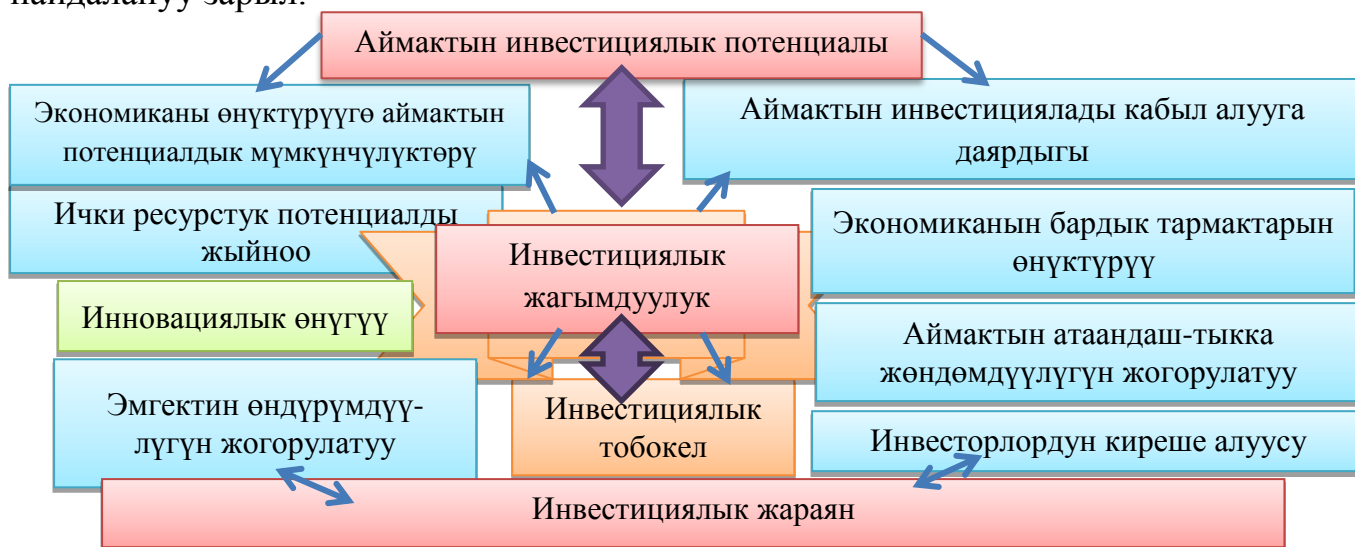 Аймактын инвестициялык потенциалы
Экономиканы өнүктүрүүгө аймактын
потенциалдык мүмкүнчүлүктөрү
Аймактын инвестициялады кабыл алууга
даярдыгы
Ички ресурстук потенциалды
жыйноо
Инвестициялык
жагымдуулук
Экономиканын бардык тармактарын
өнүктүрүү
Инновациялык өнүгүү
Аймактын атаандаш-тыкка
жөндөмдүүлүгүн жогорулатуу
Эмгектин өндүрүмдүү-
лүгүн жогорулатуу
Инвестициялык
тобокел
Инвесторлордун киреше алуусу
Инвестициялык жараян